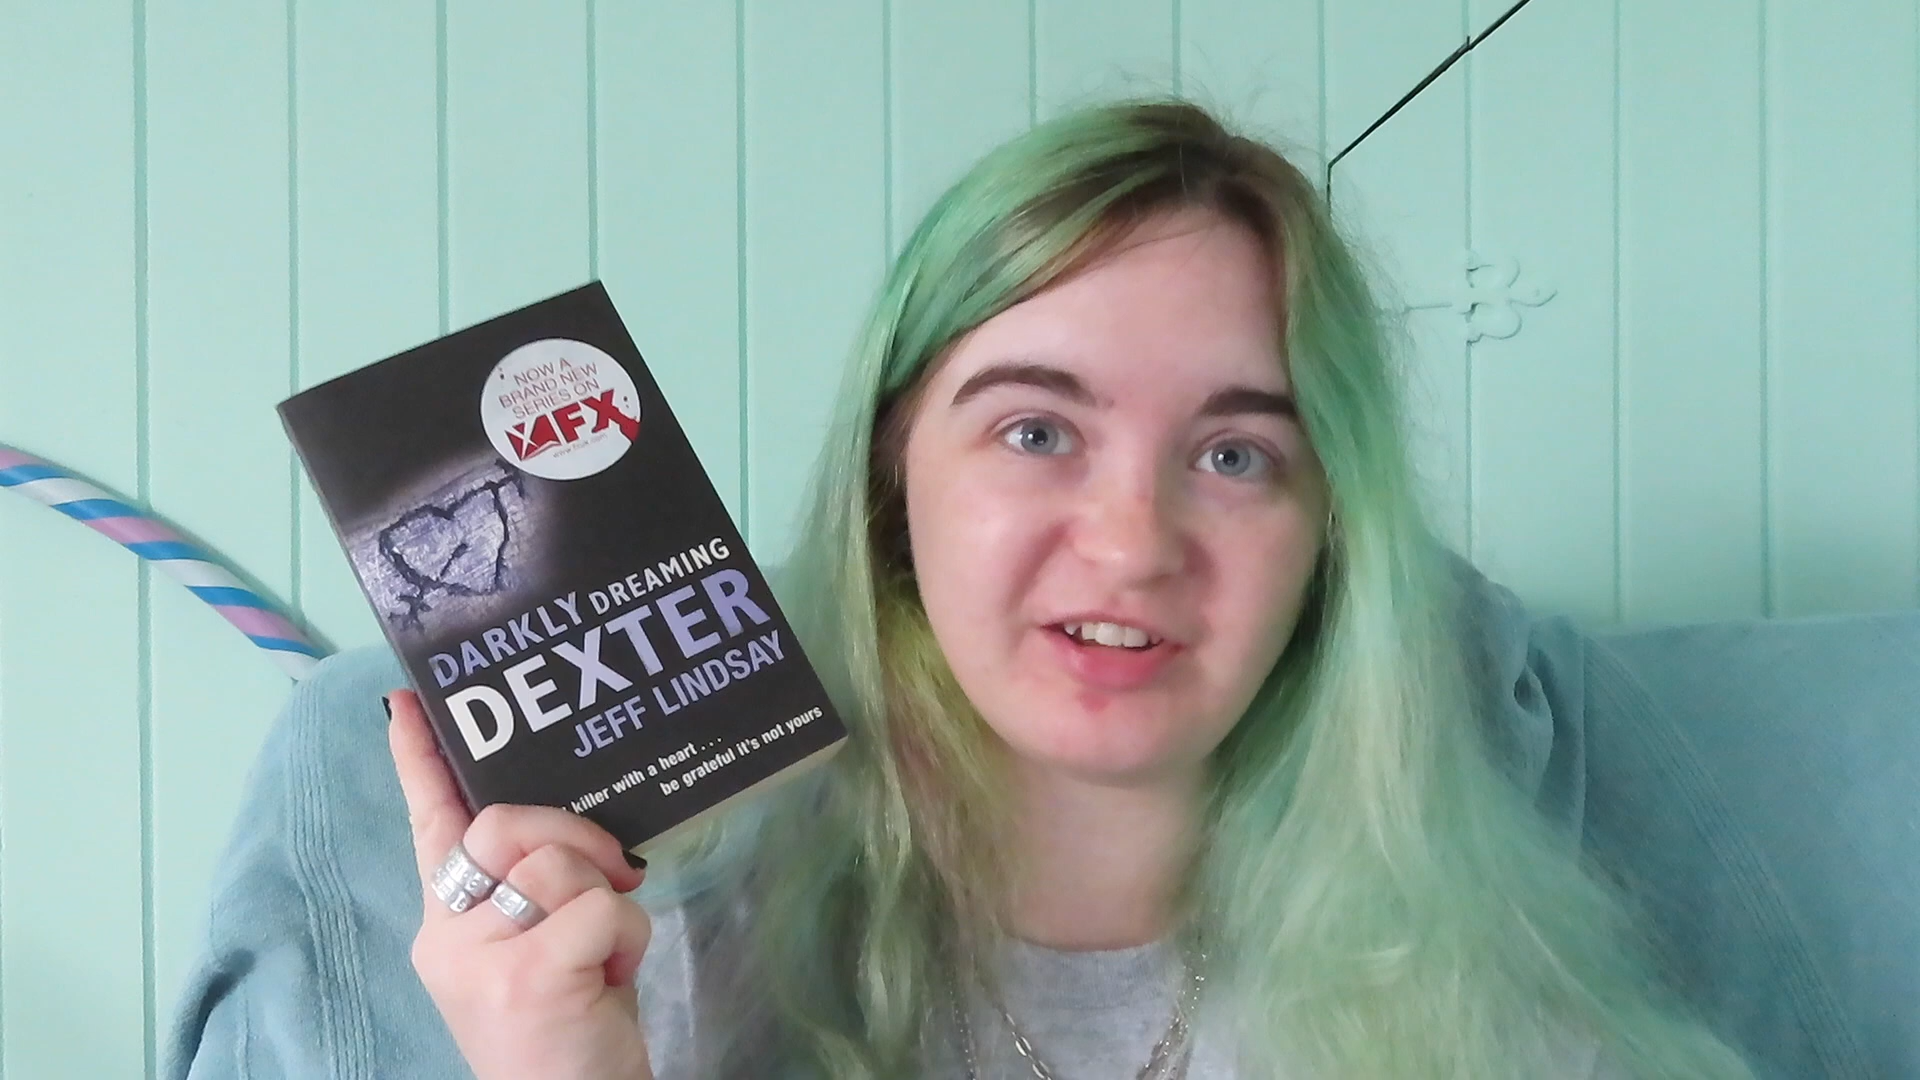 NOW A
BRAND NEW
SERIES ON
FX
DARKLY DREAMING
DEXTER
JEFF LINDSAY
killer with a heart . . .
be grateful it's not yours